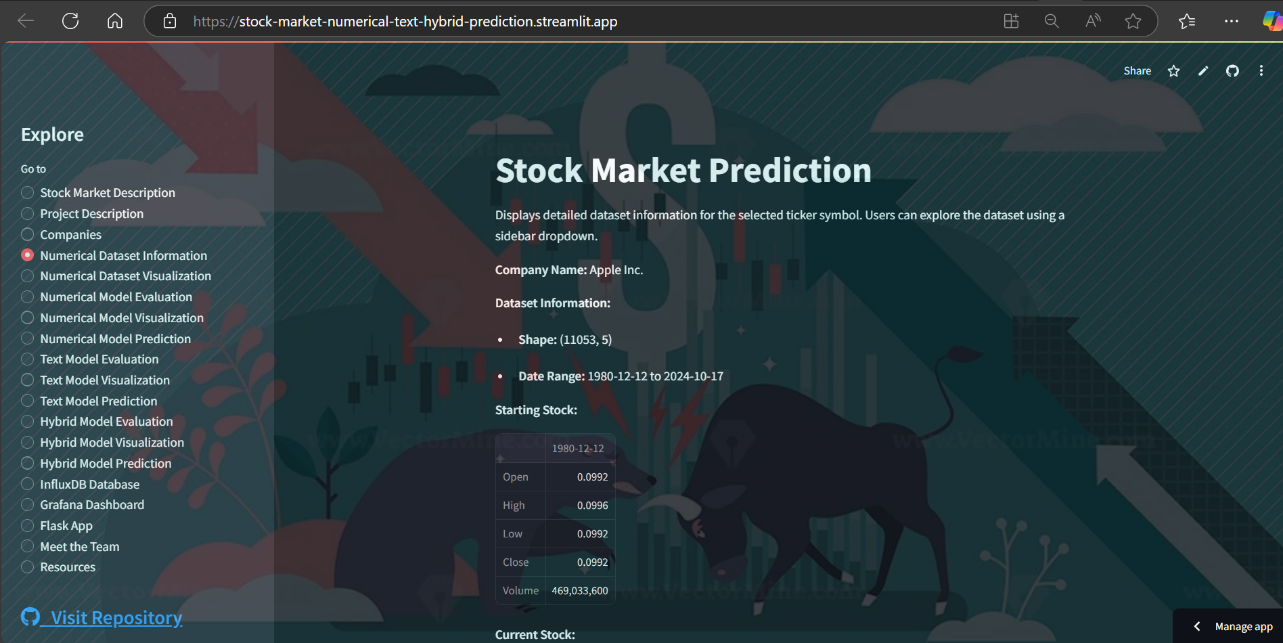 https://stock-market-numerical-text-hybrid-prediction.streamlit.app
Share
Explore
Go to
Stock Market Description
Project Description
Companies
Numerical Dataset Information
Numerical Dataset Visualization
Numerical Model Evaluation
Numerical Model Visualization
Numerical Model Prediction
Text Model Evaluation
Text Model Visualization
Text Model Prediction
Hybrid Model Evaluation
Hybrid Model Visualization
Hybrid Model Prediction
InfluxDB Database
Grafana Dashboard
Flask App
Meet the Team
Resources
Visit Repository
Stock Market Prediction
Displays detailed dataset information for the selected ticker symbol. Users can explore the dataset using a
sidebar dropdown.
Company Name: Apple Inc.
Dataset Information:
Shape: (11053, 5)
Date Range: 1980-12-12 to 2024-10-17
Starting Stock:
1980-12-12
Open 0.0992
High 0.0996
Low 0.0992
Close 0.0992
Volume 469,033,600
Current Stock:
Manage app